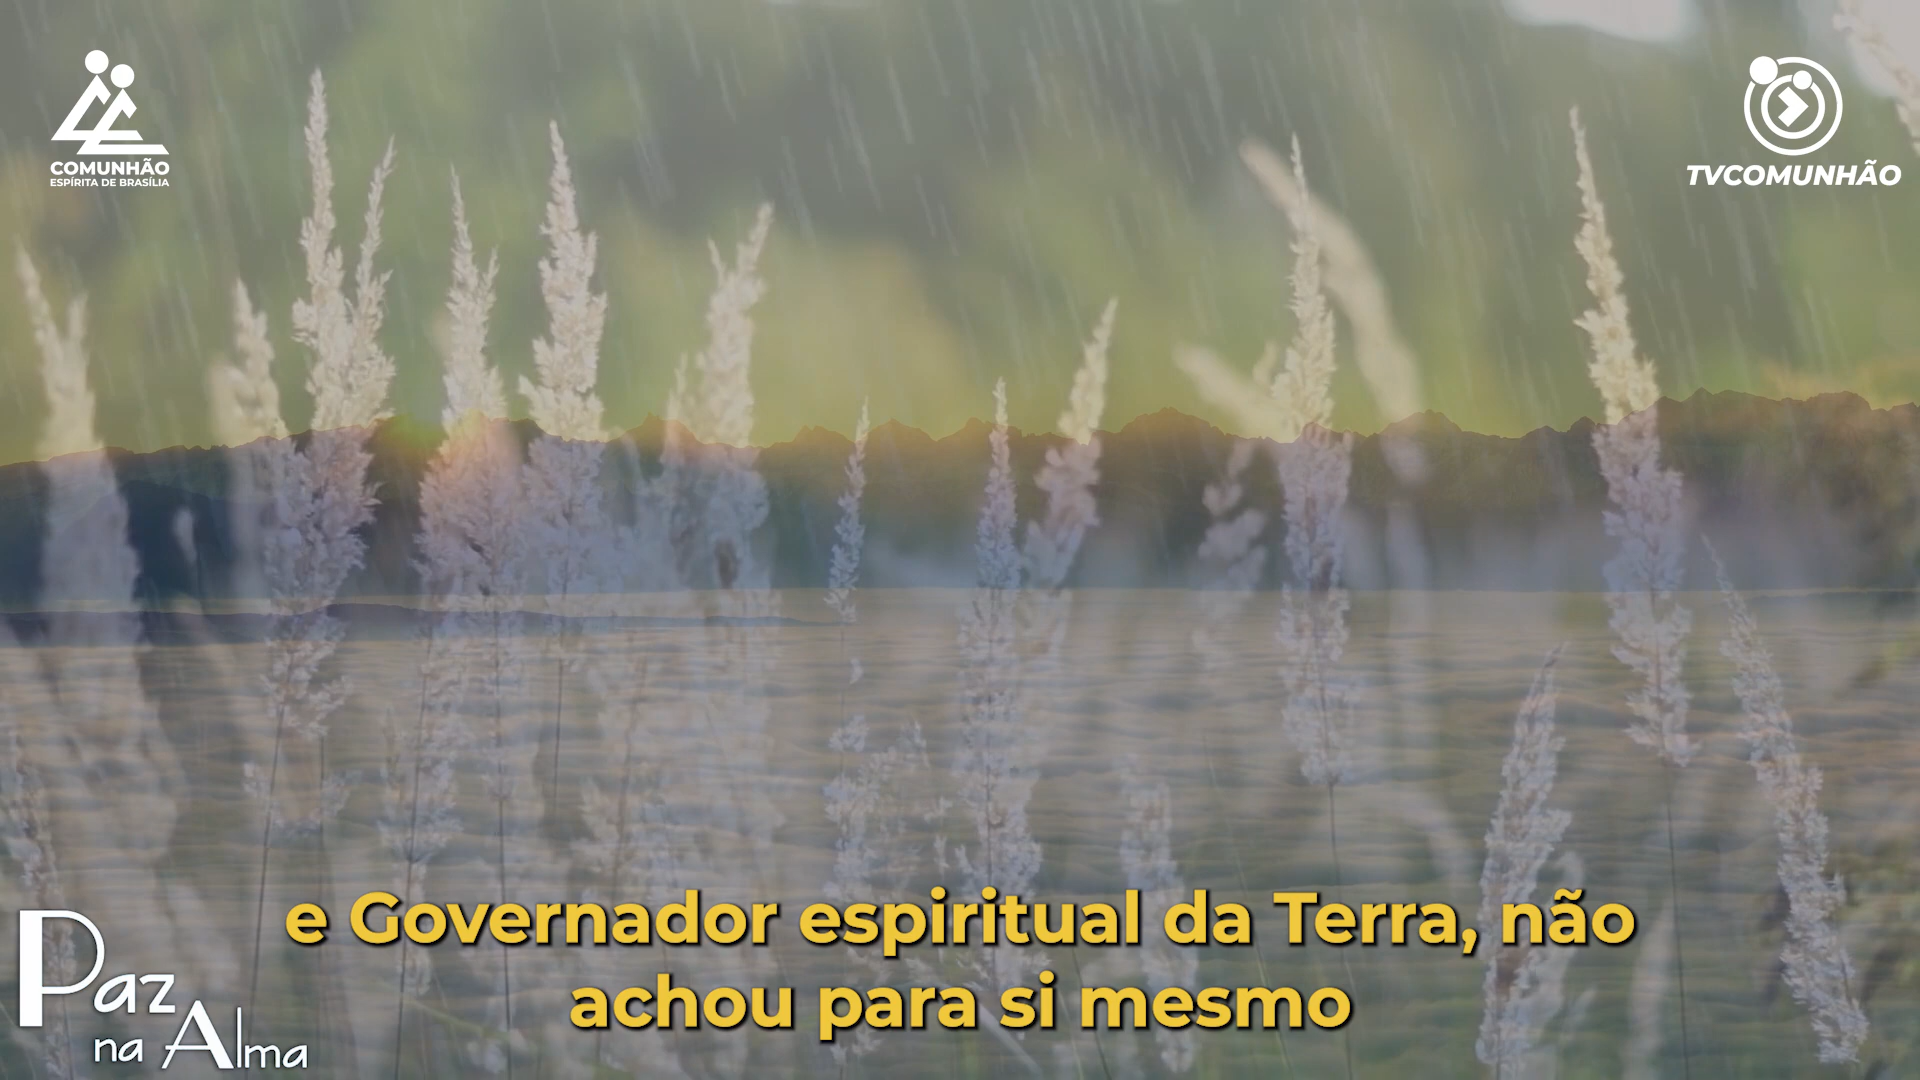 COMUNHÃO
ESPÍRITA DE BRASÍLIA
TVCOMUNHÃO
e Governador espiritual da Terra, não
achou para si mesmo
Paz
na Alma